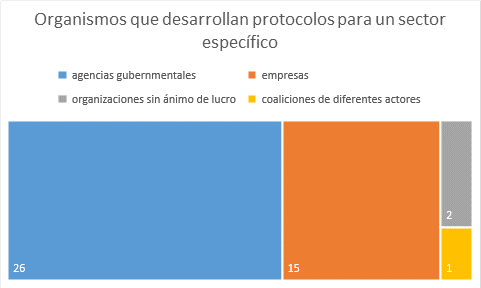 Organismos que desarrollan protocolos para un sector
específico
agencias gubernmentales
empresas
organizaciones sin ánimo de lucro
coaliciones de diferentes actores
26
15
2
1